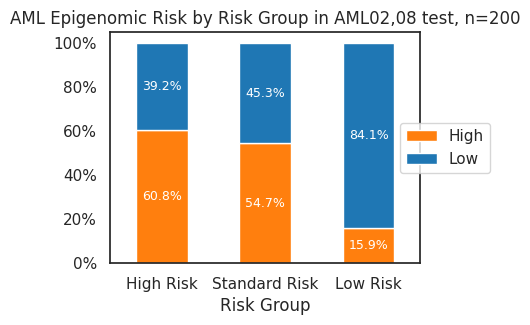 AML Epigenomic Risk by Risk Group in AML02,08 test, n=200
100%
80%
60%
40%
20%
0%
39.2%
45.3%
84.1%
60.8%
54.7%
15.9%
High
Low
High Risk
Standard Risk
Low Risk
Risk Group